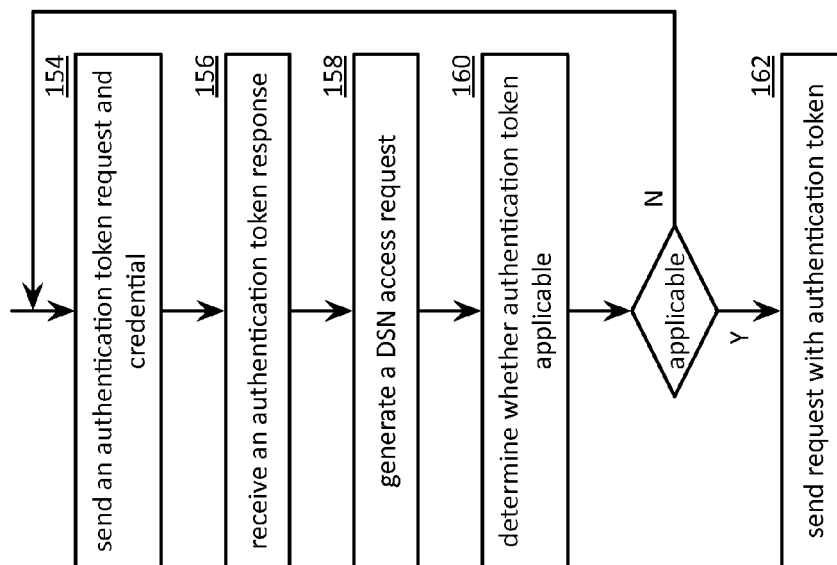 154
send an authentication token request and
credential
156
receive an authentication token response
158
generate a DSN access request
160
determine whether authentication token
applicable
applicable
N
Y
162
send request with authentication token